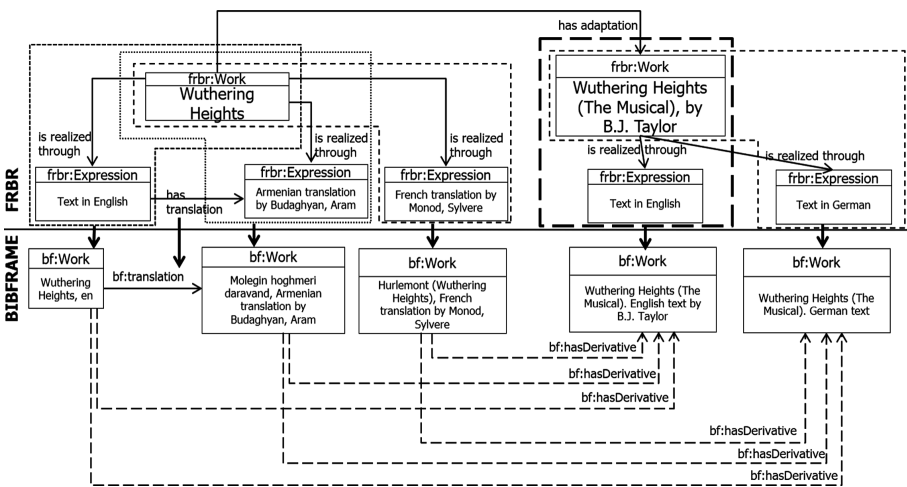 has adaptation
frbr:Work
Wuthering
Heights
frbr:Work
Wuthering Heights
(The Musical), by
B.J. Taylor
is realized
through
is realized
through
is realized
through
is realized through
is realized through
frbr:Expression
Text in English
has
translation
frbr:Expression
Armenian translation
by Budaghyan, Aram
frbr:Expression
French translation by
Monod, Sylvere
frbr:Expression
Text in English
frbr:Expression
Text in German
FRBR
BIBFRAME
bf:Work
Wuthering
Heights, en
bf:translation
bf:Work
Molegin hoghmeri
daravand, Armenian
translation by
Budaghyan, Aram
bf:Work
Hurlemont (Wuthering
Heights), French
translation by Monod,
Sylvere
bf:Work
Wuthering Heights (The
Musical). English text by
B.J. Taylor
bf:Work
Wuthering Heights (The
Musical). German text
bf:hasDerivative
bf:hasDerivative
bf:hasDerivative
bf:hasDerivative
bf:hasDerivative
bf:hasDerivative